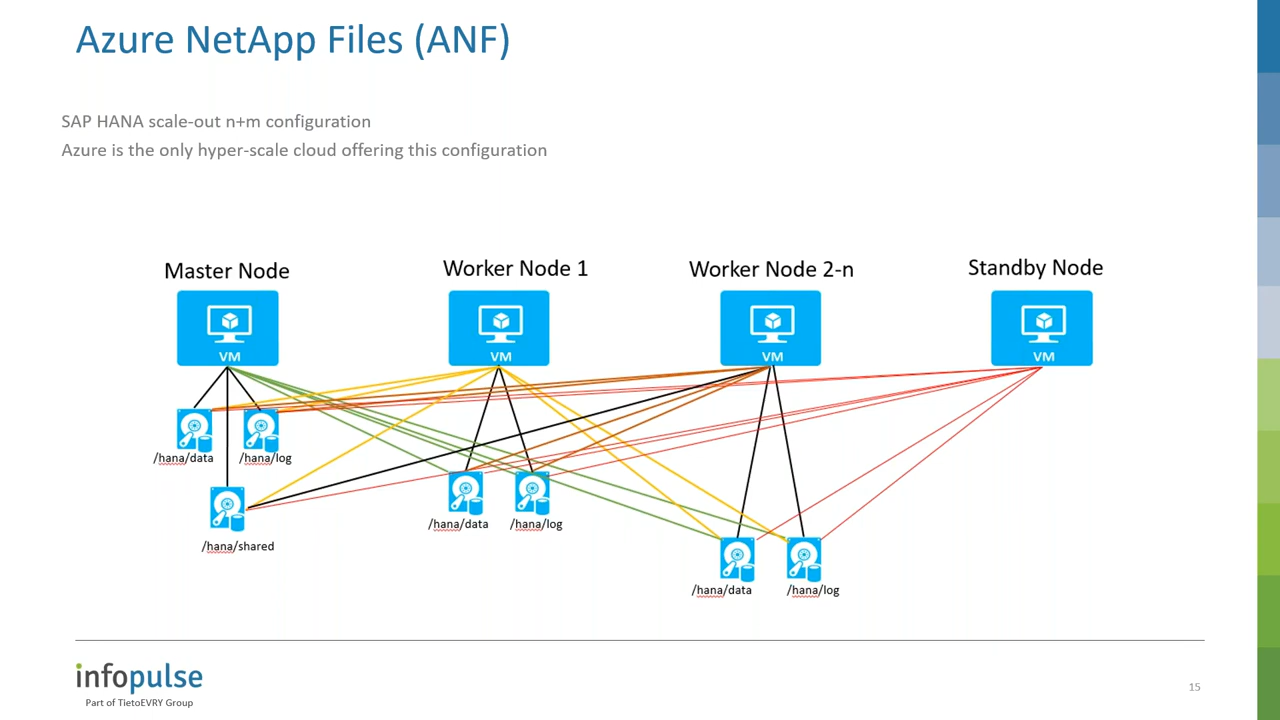 Azure NetApp Files (ANF)
SAP HANA scale-out n+m configuration
Azure is the only hyper-scale cloud offering this configuration
Master Node
Worker Node 1
Worker Node 2-n
Standby Node
VM
VM
VM
VM
/hana/data
/hana/log
/hana/shared
/hana/data
/hana/log
/hana/data
/hana/log
infopulse
Part of TietoEVRY Group
15